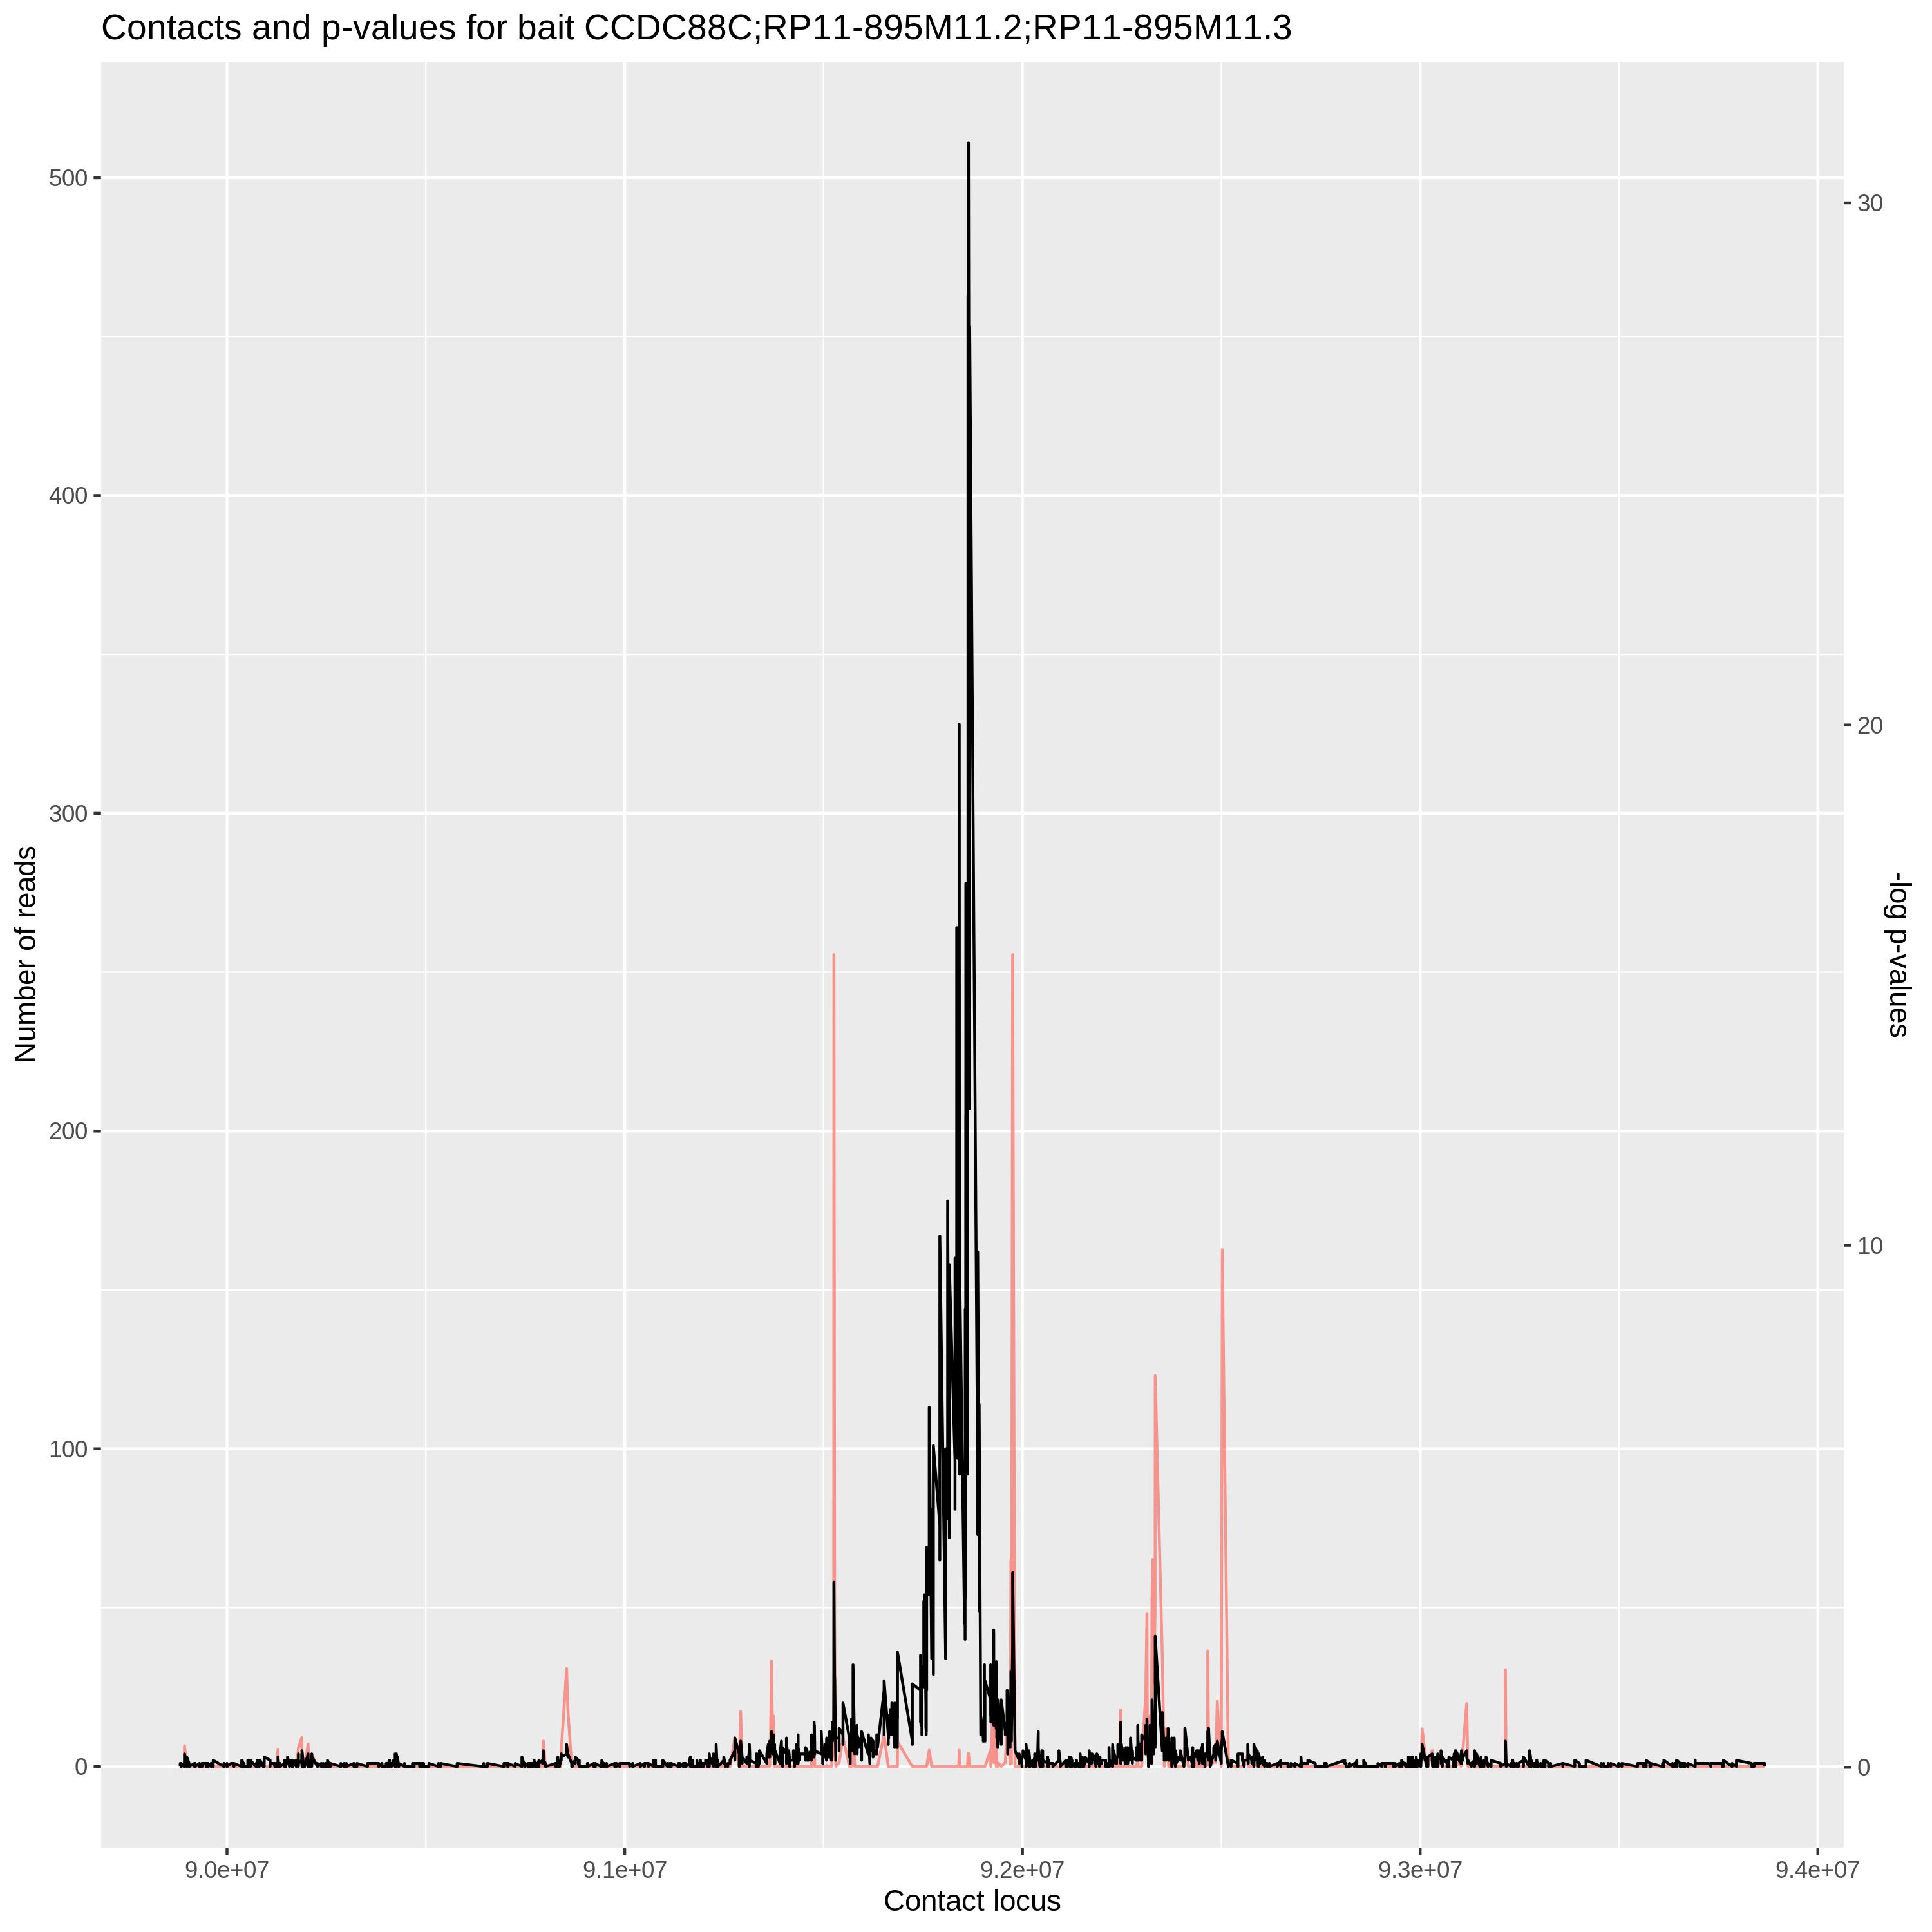 Contacts and p-values for bait CCDC88C;RP11-895M11.2;RP11-895M11.3
Number of reads
500
400
300
200
100
0
30
20
10
0
-log p-values
9.0e+07
9.1e+07
9.2e+07
9.3e+07
9.4e+07
Contact locus